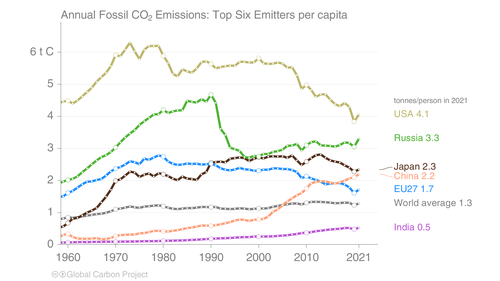 Annual Fossil CO₂ Emissions: Top Six Emitters per capita
6 t C
5
4
3
2
1
0
1960
1970
1980
1990
2000
2010
2021
tonnes/person in 2021
USA 4.1
Russia 3.3
Japan 2.3
China 2.2
EU27 1.7
World average 1.3
India 0.5
Global Carbon Project